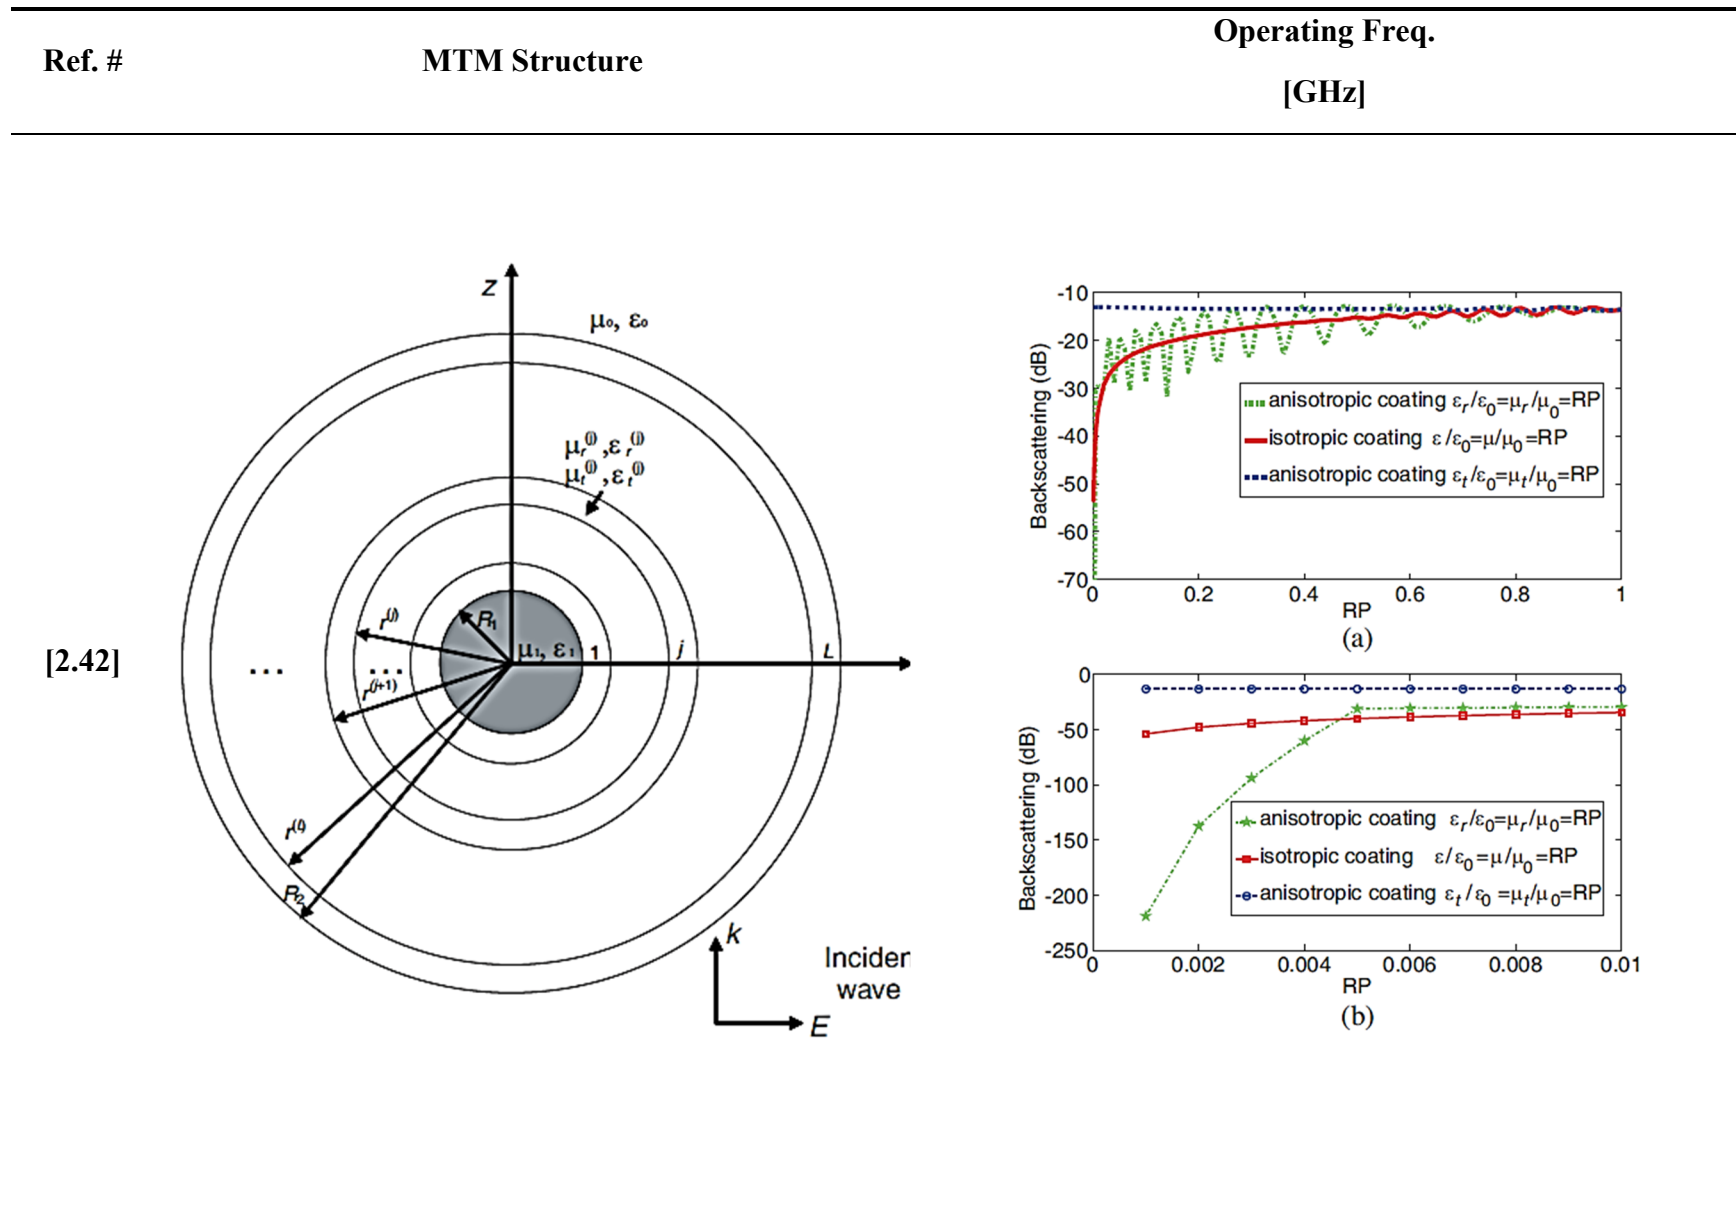 Ref. #
MTM Structure
Operating Freq.
[GHz]
[2.42]
z
μ₀, ε₀
μᵣ⁽ʲ⁾, εᵣ⁽ʲ⁾
μₜ⁽ʲ⁾, εₜ⁽ʲ⁾
r⁽ʲ⁾
R₁
μ₁, ε₁
1
j
L
...
...
r⁽ʲ⁺¹⁾
R₂
k
Inciden
wave
E
-10
-20
-30
-40
-50
-60
-70
Backscattering (dB)
anisotropic coating εᵣ/ε₀=μᵣ/μ₀=RP
isotropic coating ε/ε₀=μ/μ₀=RP
anisotropic coating εₜ/ε₀=μₜ/μ₀=RP
0 0.2 0.4 0.6 0.8 1
RP
(a)
0
-50
-100
-150
-200
-250
Backscattering (dB)
anisotropic coating εᵣ/ε₀=μᵣ/μ₀=RP
isotropic coating ε/ε₀=μ/μ₀=RP
anisotropic coating εₜ/ε₀=μₜ/μ₀=RP
0 0.002 0.004 0.006 0.008 0.01
RP
(b)